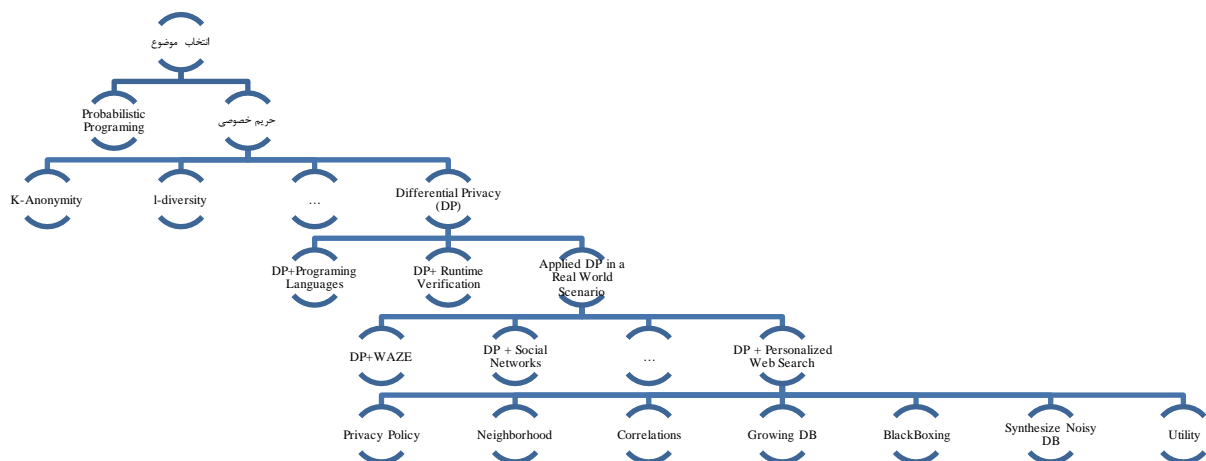 انتخاب موضوع
Probabilistic
Programing
حریم خصوصی
K-Anonymity
l-diversity
...
Differential Privacy
(DP)
DP+Programing
Languages
DP+ Runtime
Verification
Applied DP in a
Real World
Scenario
DP+WAZE
DP + Social
Networks
...
DP + Personalized
Web Search
Privacy Policy
Neighborhood
Correlations
Growing DB
BlackBoxing
Synthesize Noisy
DB
Utility